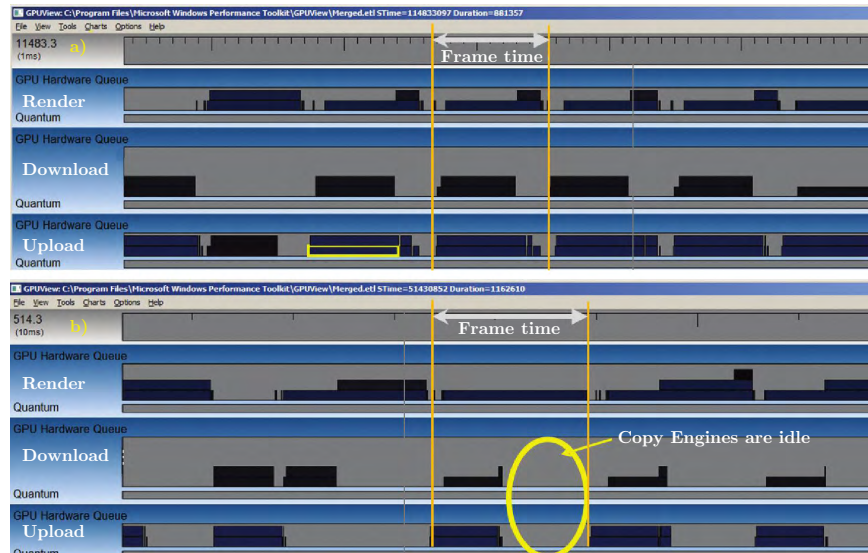 GPUView: C:\Program Files\Microsoft Windows Performance Toolkit\GPUView\Merged.etl STime=114833097 Duration=881357
File View Tools Charts Options Help
11483.3
(1ms)
a)
Frame time
GPU Hardware Queue
Render
Quantum
GPU Hardware Queue
Download
Quantum
GPU Hardware Queue
Upload
Quantum
GPUView: C:\Program Files\Microsoft Windows Performance Toolkit\GPUView\Merged.etl STime=51430852 Duration=1162610
File View Tools Charts Options Help
514.3
(10ms)
b)
Frame time
GPU Hardware Queue
Render
Quantum
GPU Hardware Queue
Download
Copy Engines are idle
Quantum
GPU Hardware Queue
Upload
Quantum